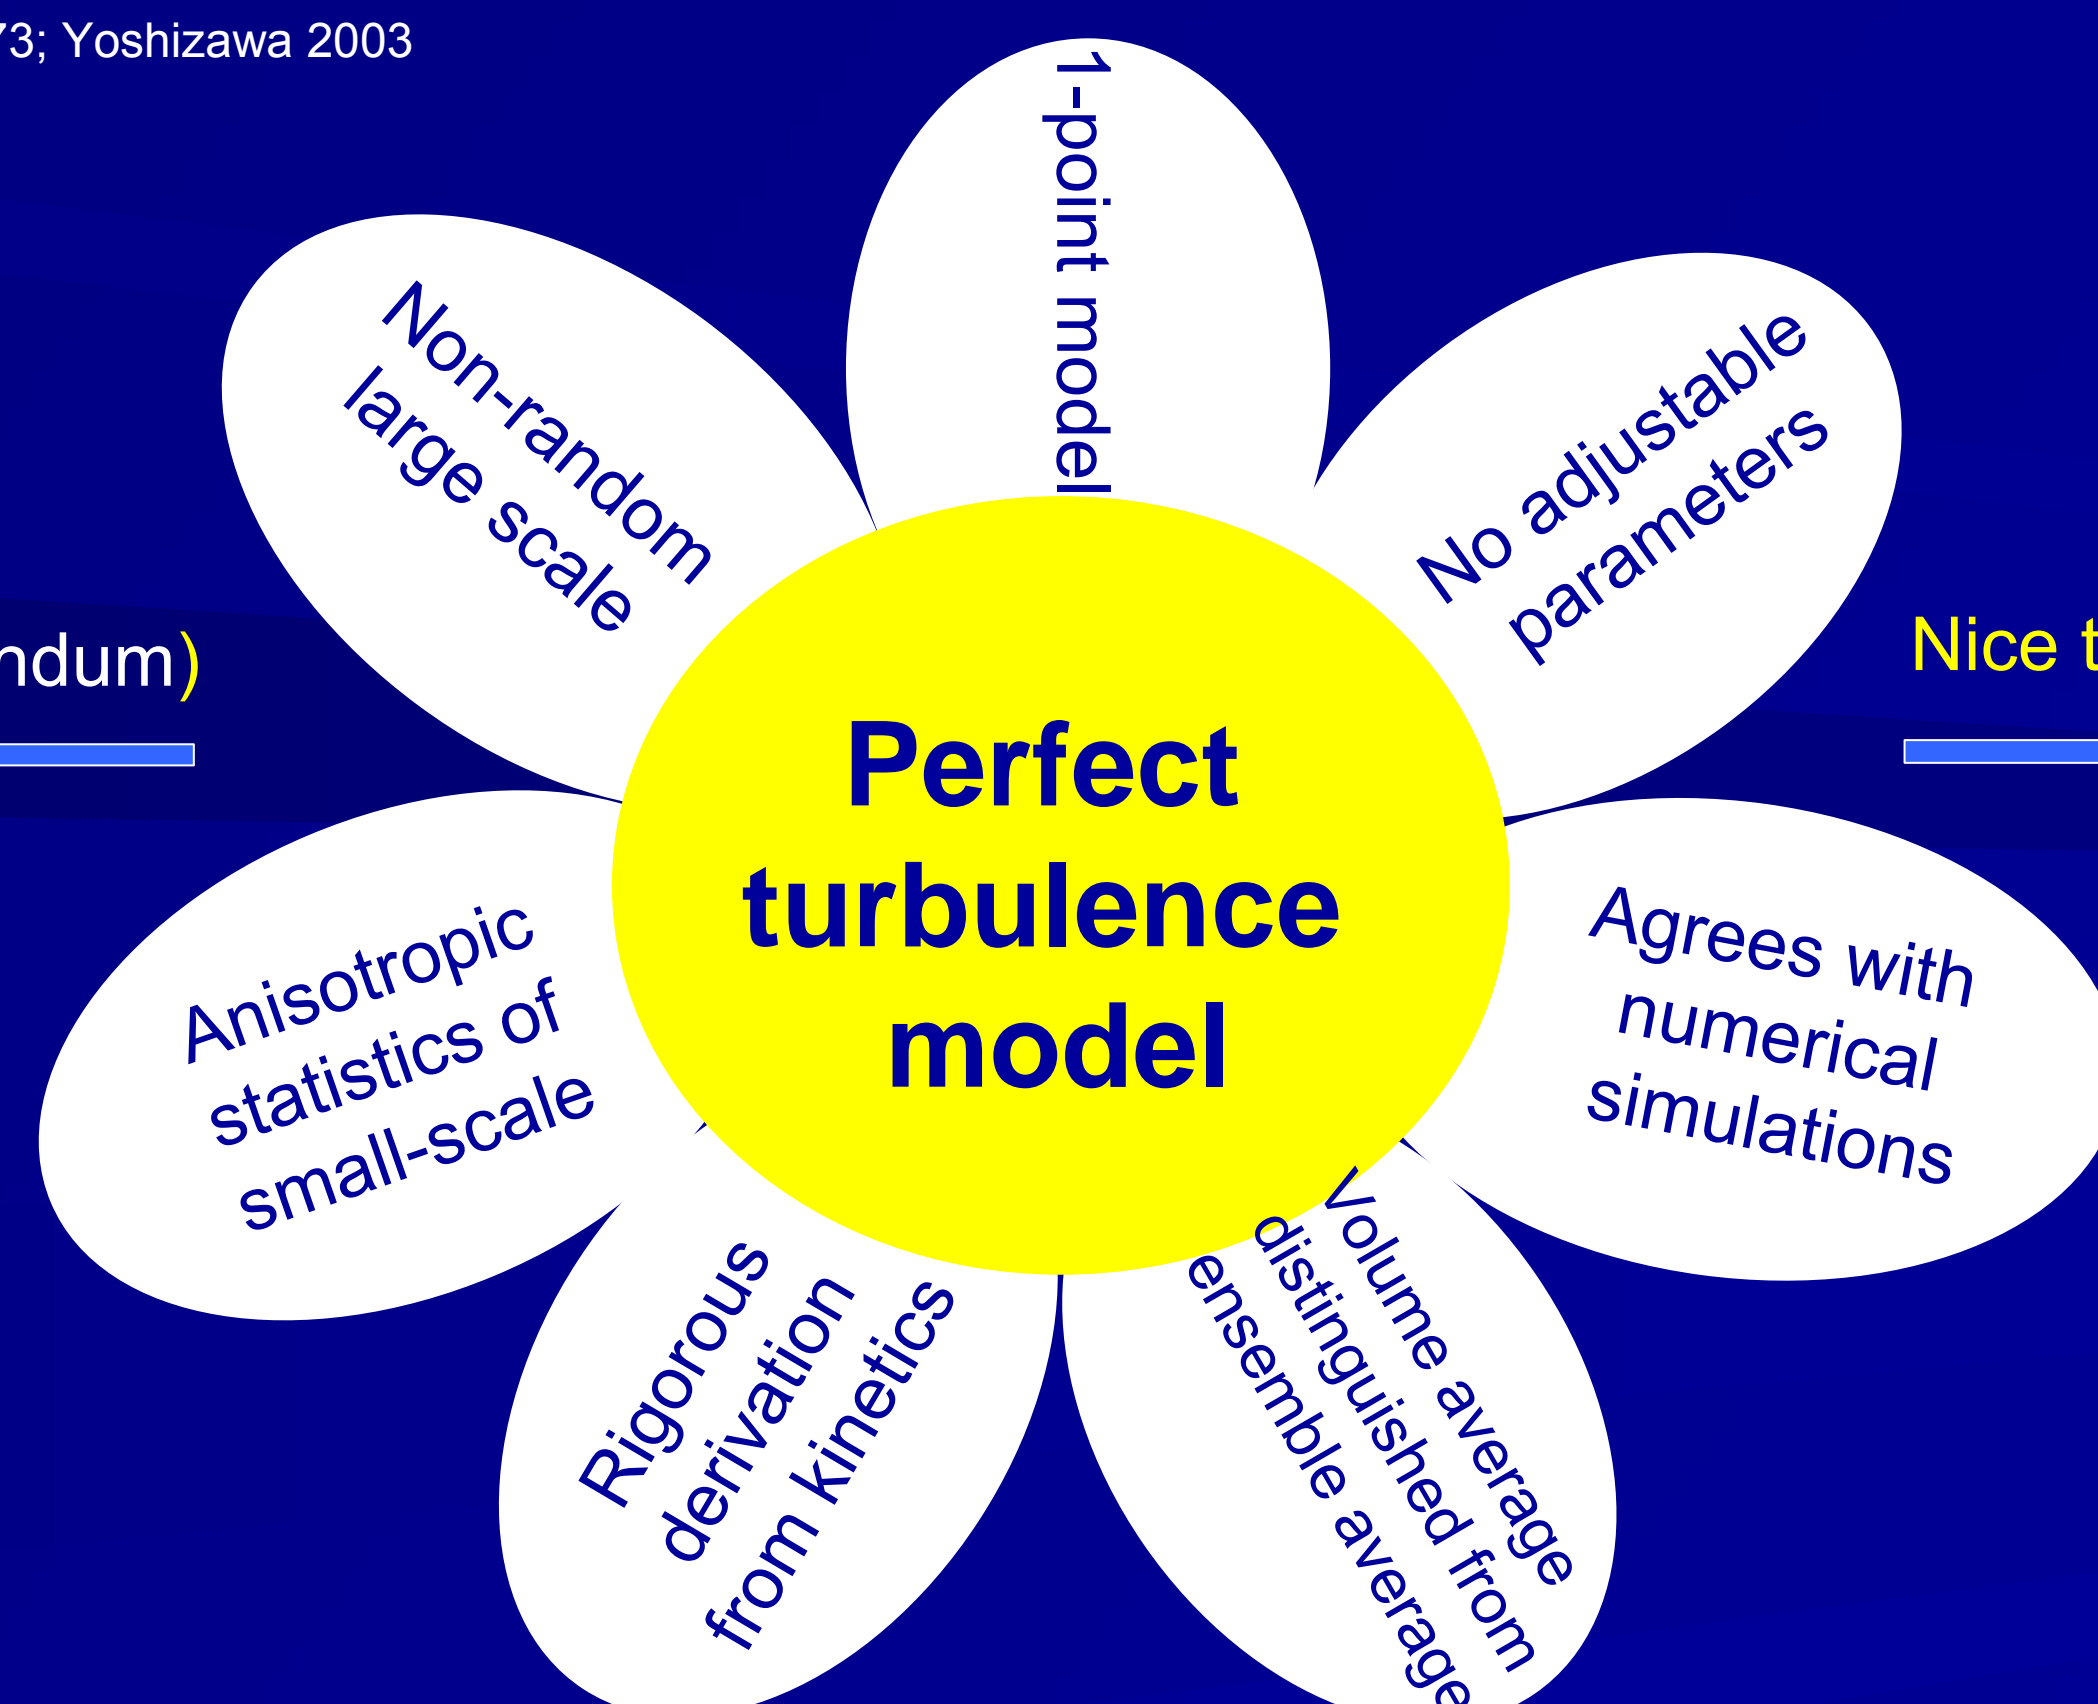 73; Yoshizawa 2003
1-point model
Non-random
large scale
No adjustable
parameters
ndum)
Nice t
Perfect
turbulence
model
Anisotropic
statistics of
small-scale
Agrees with
numerical
simulations
Rigorous
derivation
from kinetics
Volume average
distinguished from
ensemble average